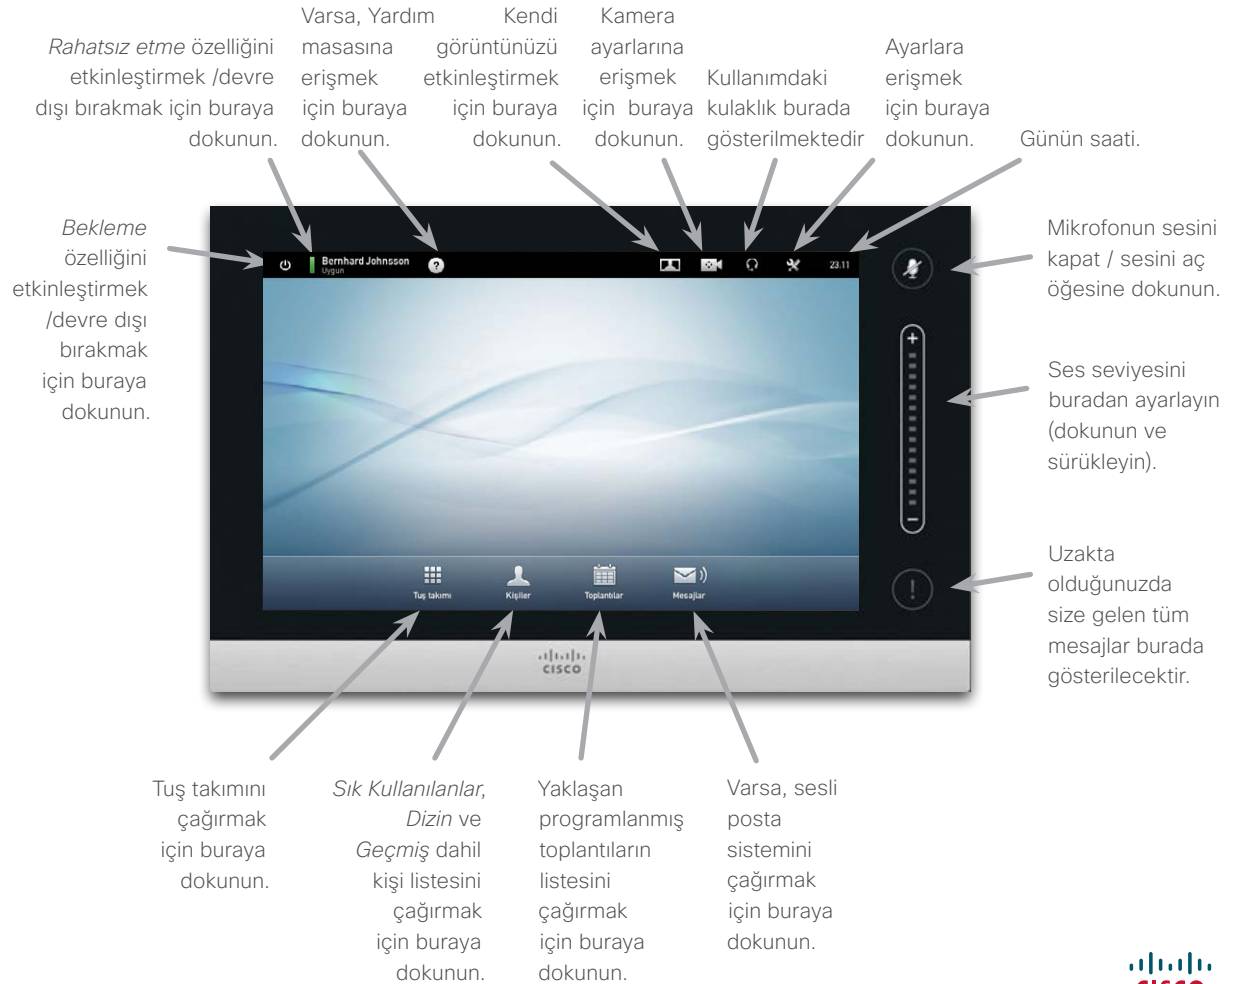 Rahatsız etme özelliğini
etkinleştirmek /devre
dışı bırakmak için buraya
dokunun.
Varsa, Yardım
masasına
erişmek
için buraya
dokunun.
Kendi
görüntünüzü
etkinleştirmek
için buraya
dokunun.
Kamera
ayarlarına
erişmek
için buraya
dokunun.
Kullanımdaki
kulaklık burada
gösterilmektedir
Ayarlara
erişmek
için buraya
dokunun.
Günün saati.
Bekleme
özelliğini
etkinleştirmek
/devre dışı
bırakmak
için buraya
dokunun.
Bernhard Johnsson
Uygun
?
23.11
Mikrofonun sesini
kapat / sesini aç
öğesine dokunun.
+
−
Ses seviyesini
buradan ayarlayın
(dokunun ve
sürükleyin).
!
Uzakta
olduğunuzda
size gelen tüm
mesajlar burada
gösterilecektir.
Tuş takımı
Kişiler
Toplantılar
Mesajlar
CISCO
Tuş takımını
çağırmak
için buraya
dokunun.
Sık Kullanılanlar,
Dizin ve
Geçmiş dahil
kişi listesini
çağırmak
için buraya
dokunun.
Yaklaşan
programlanmış
toplantıların
listesini
çağırmak
için buraya
dokunun.
Varsa, sesli
posta
sistemini
çağırmak
için buraya
dokunun.
CISCO